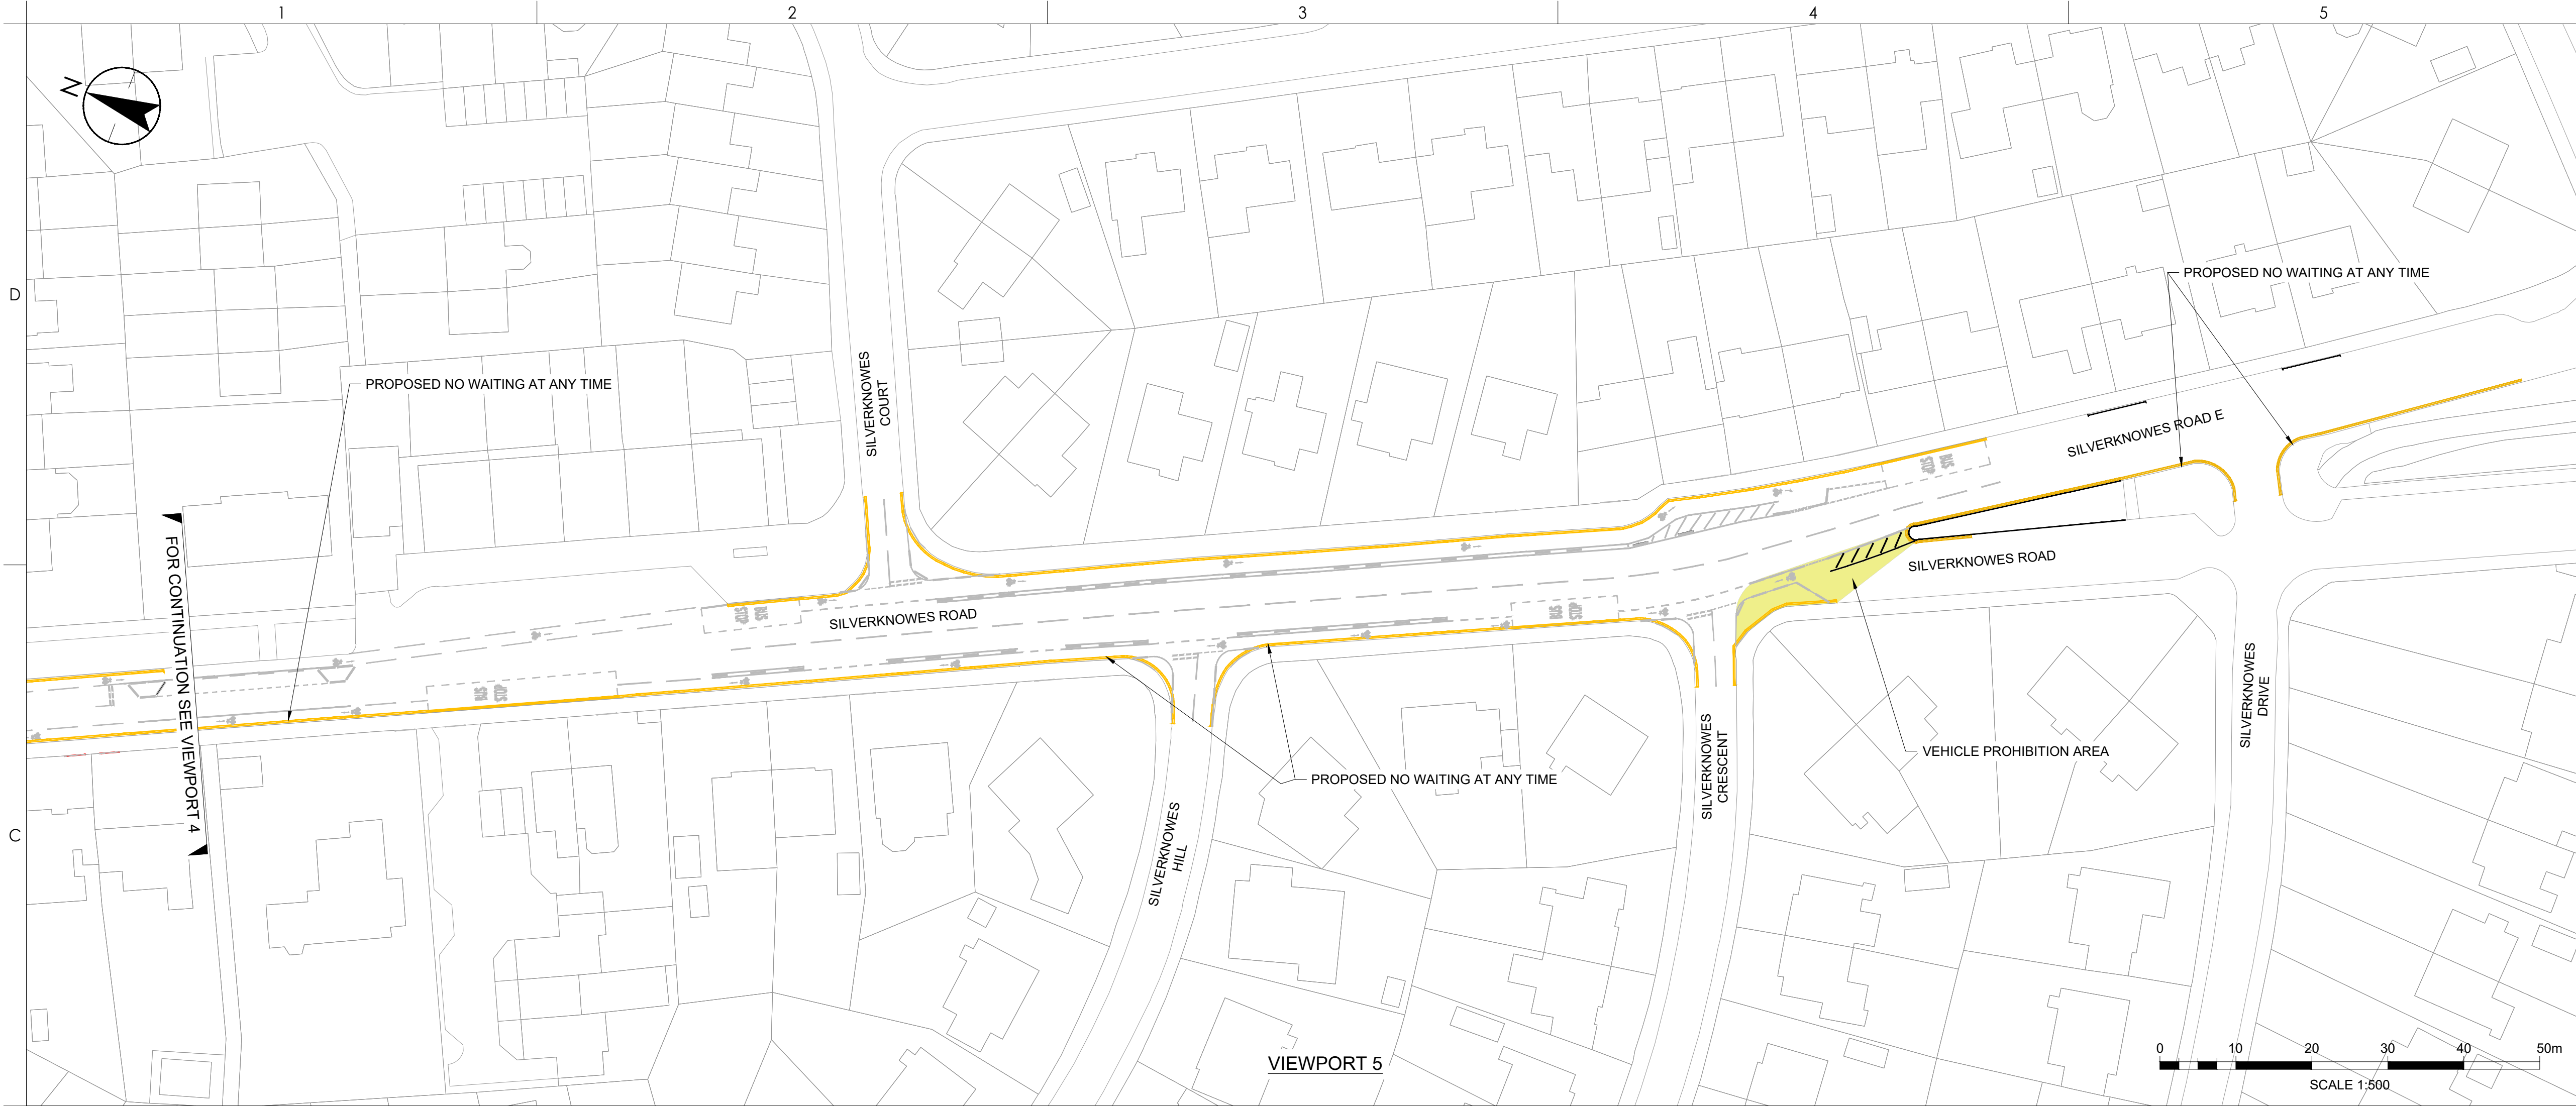 1 2 3 4 5
N
D
C
PROPOSED NO WAITING AT ANY TIME
PROPOSED NO WAITING AT ANY TIME
SILVERKNOWES
COURT
SILVERKNOWES ROAD E
FOR CONTINUATION SEE VIEWPORT 4
BUS
STOP
BUS
STOP
BUS
STOP
BUS
STOP
SILVERKNOWES ROAD
SILVERKNOWES ROAD
SILVERKNOWES
DRIVE
VEHICLE PROHIBITION AREA
SILVERKNOWES
CRESCENT
PROPOSED NO WAITING AT ANY TIME
SILVERKNOWES
HILL
VIEWPORT 5
0 10 20 30 40 50m
SCALE 1:500